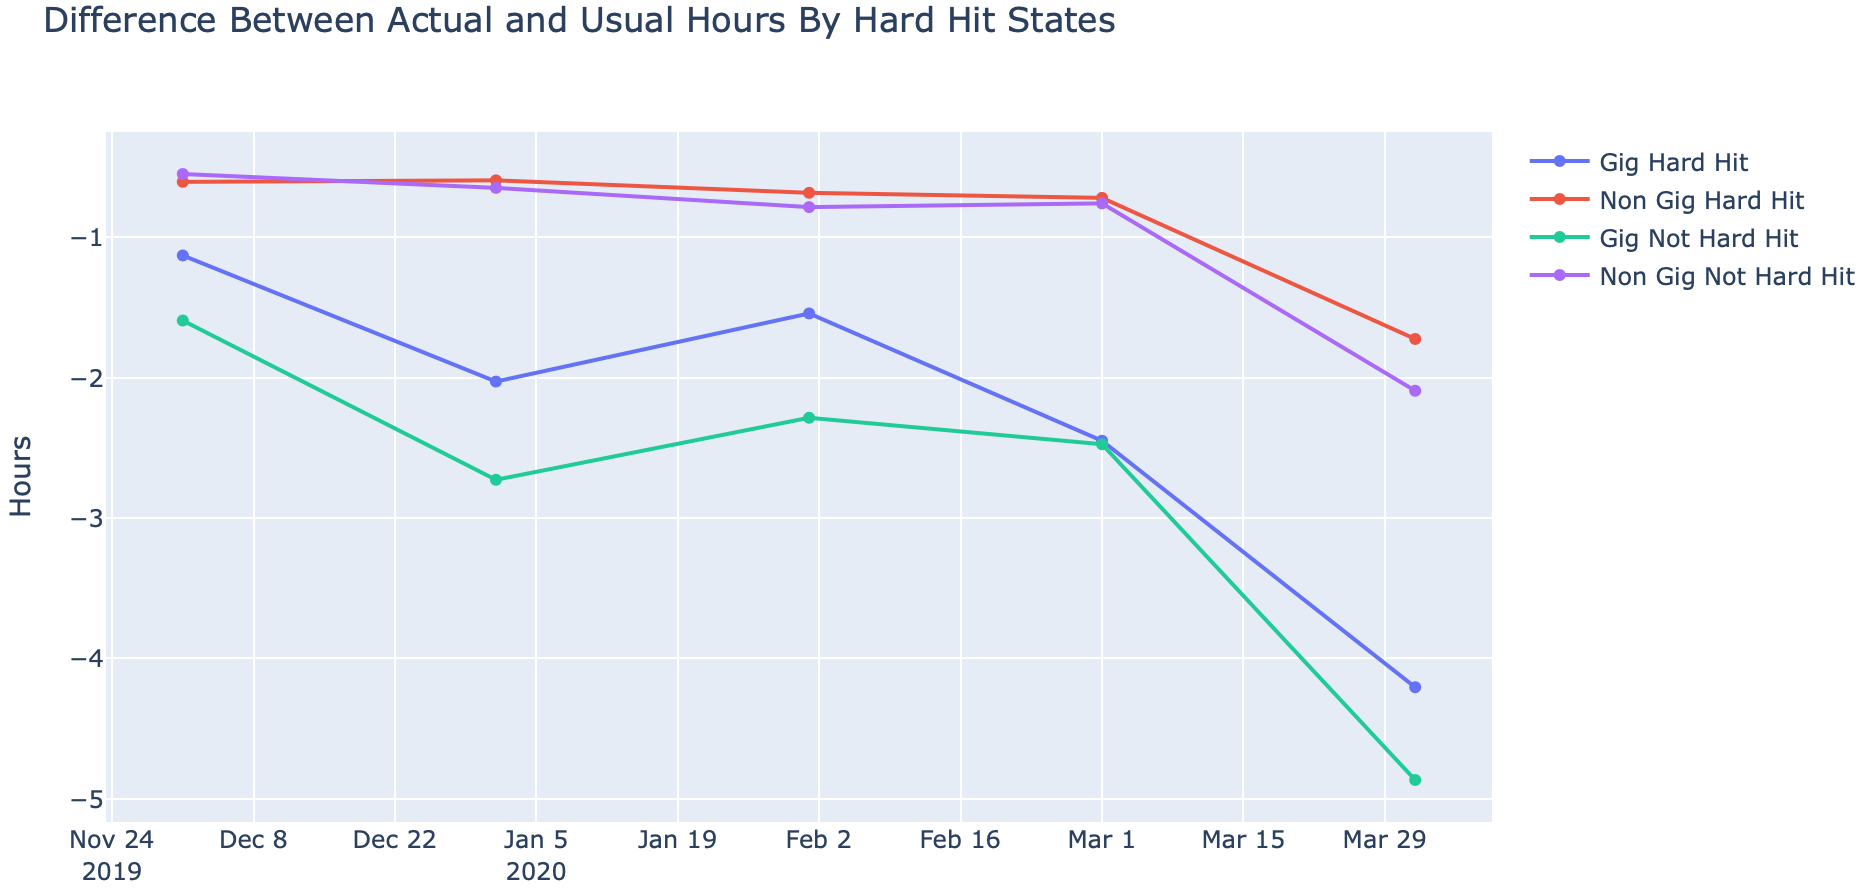 Difference Between Actual and Usual Hours By Hard Hit States
Gig Hard Hit
Non Gig Hard Hit
Gig Not Hard Hit
Non Gig Not Hard Hit
Hours
−1
−2
−3
−4
−5
Nov 24 Dec 8 Dec 22 Jan 5 Jan 19 Feb 2 Feb 16 Mar 1 Mar 15 Mar 29
2019 2020